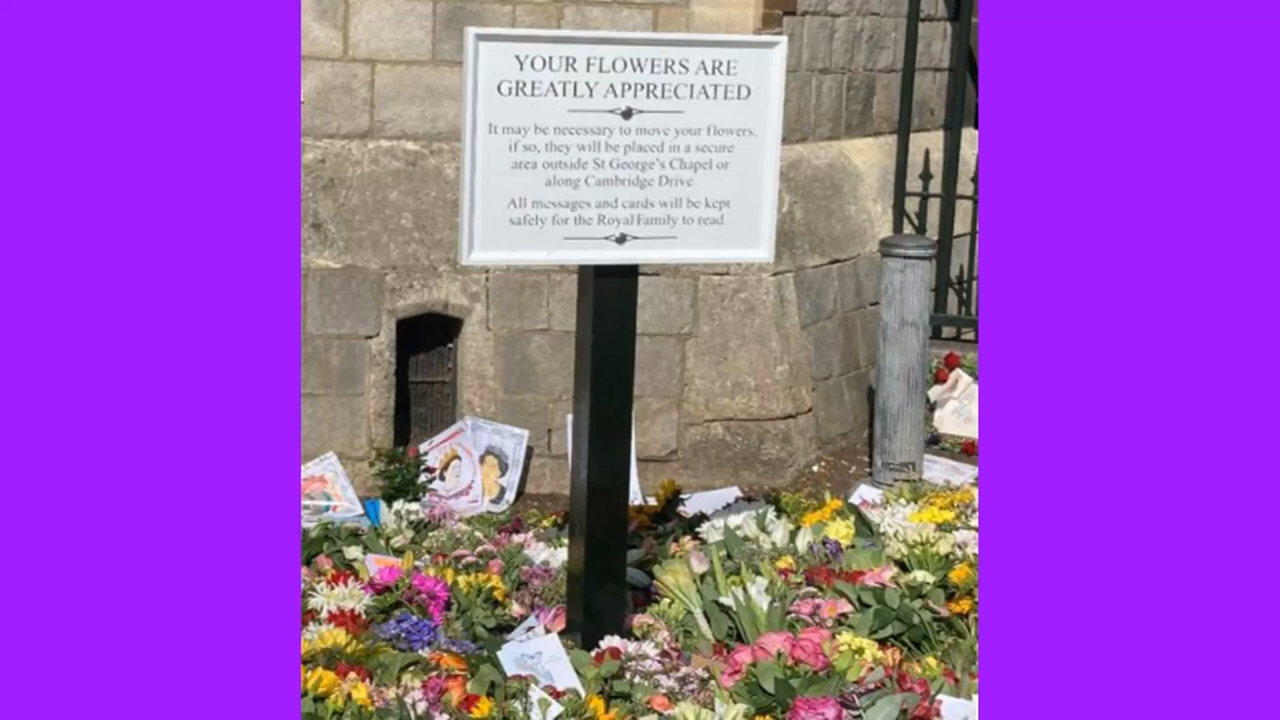 YOUR FLOWERS ARE
GREATLY APPRECIATED
It may be necessary to move your flowers,
if so, they will be placed in a secure
area outside St George's Chapel or
along Cambridge Drive.
All messages and cards will be kept
safely for the Royal Family to read.